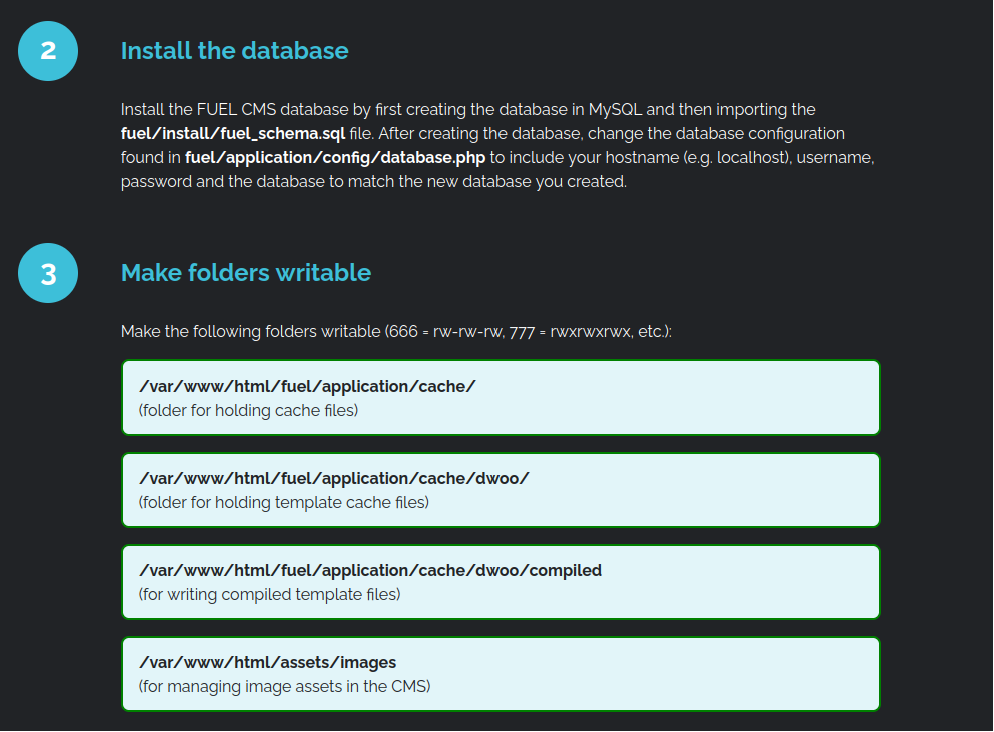 2
Install the database
Install the FUEL CMS database by first creating the database in MySQL and then importing the
fuel/install/fuel_schema.sql file. After creating the database, change the database configuration
found in fuel/application/config/database.php to include your hostname (e.g. localhost), username,
password and the database to match the new database you created.
3
Make folders writable
Make the following folders writable (666 = rw-rw-rw, 777 = rwxrwxrwx, etc.):
/var/www/html/fuel/application/cache/
(folder for holding cache files)
/var/www/html/fuel/application/cache/dwoo/
(folder for holding template cache files)
/var/www/html/fuel/application/cache/dwoo/compiled
(for writing compiled template files)
/var/www/html/assets/images
(for managing image assets in the CMS)